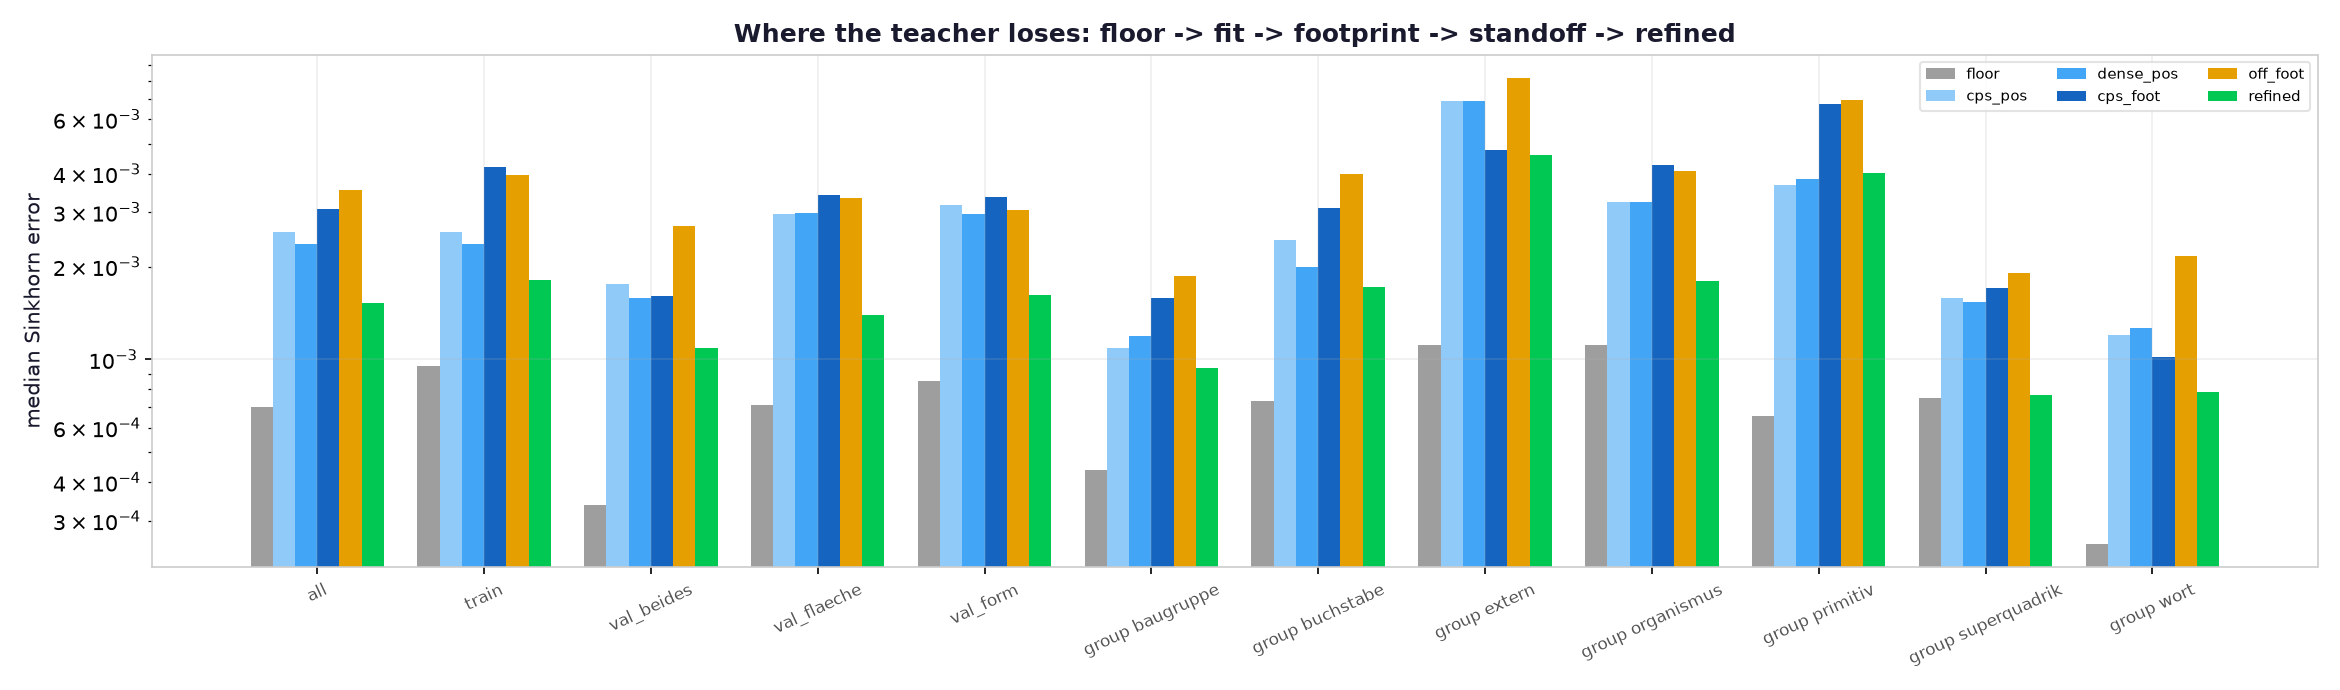 Where the teacher loses: floor -> fit -> footprint -> standoff -> refined
floor
cps_pos
dense_pos
cps_foot
off_foot
refined
median Sinkhorn error
6 × 10⁻³
4 × 10⁻³
3 × 10⁻³
2 × 10⁻³
10⁻³
6 × 10⁻⁴
4 × 10⁻⁴
3 × 10⁻⁴
all
train
val_beides
val_flaeche
val_form
group baugruppe
group buchstabe
group extern
group organismus
group primitiv
group superquadrik
group wort